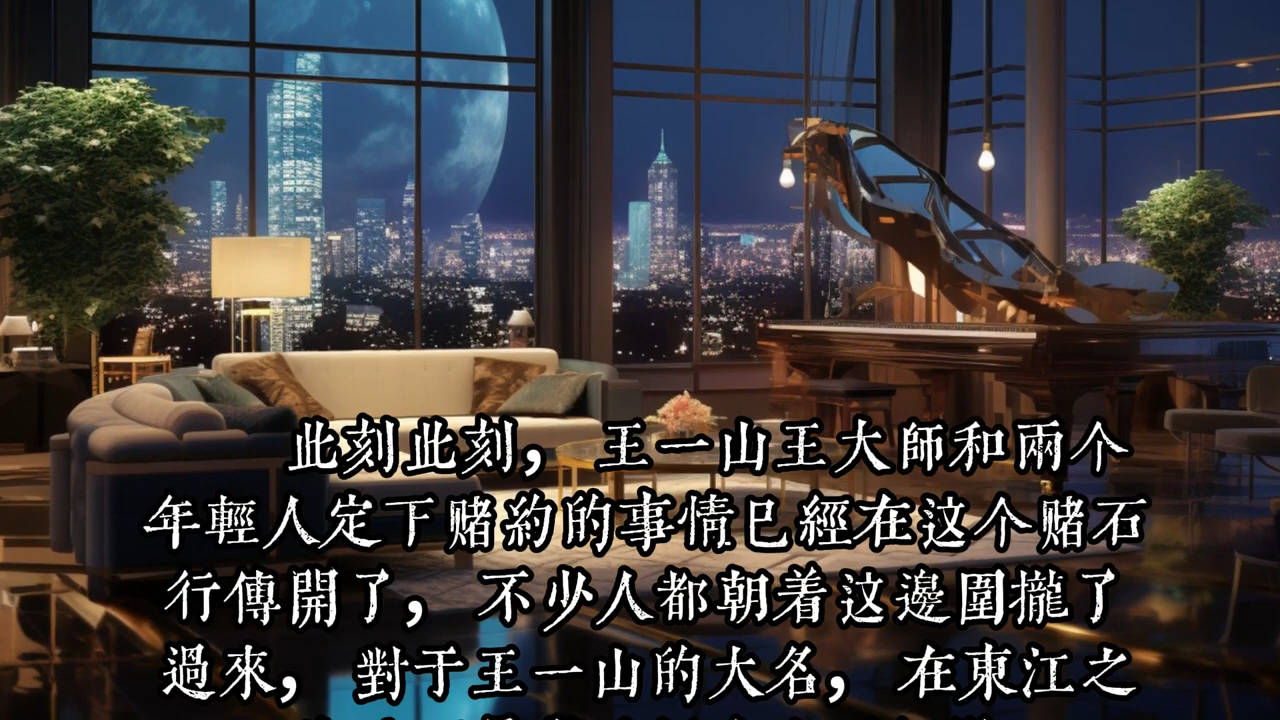 此刻此刻， 王一山王大師和兩个
年輕人定下赌約的事情已經在这个赌石
行傳開了， 不少人都朝着这邊圍攏了
過來， 對于王一山的大名， 在東江之